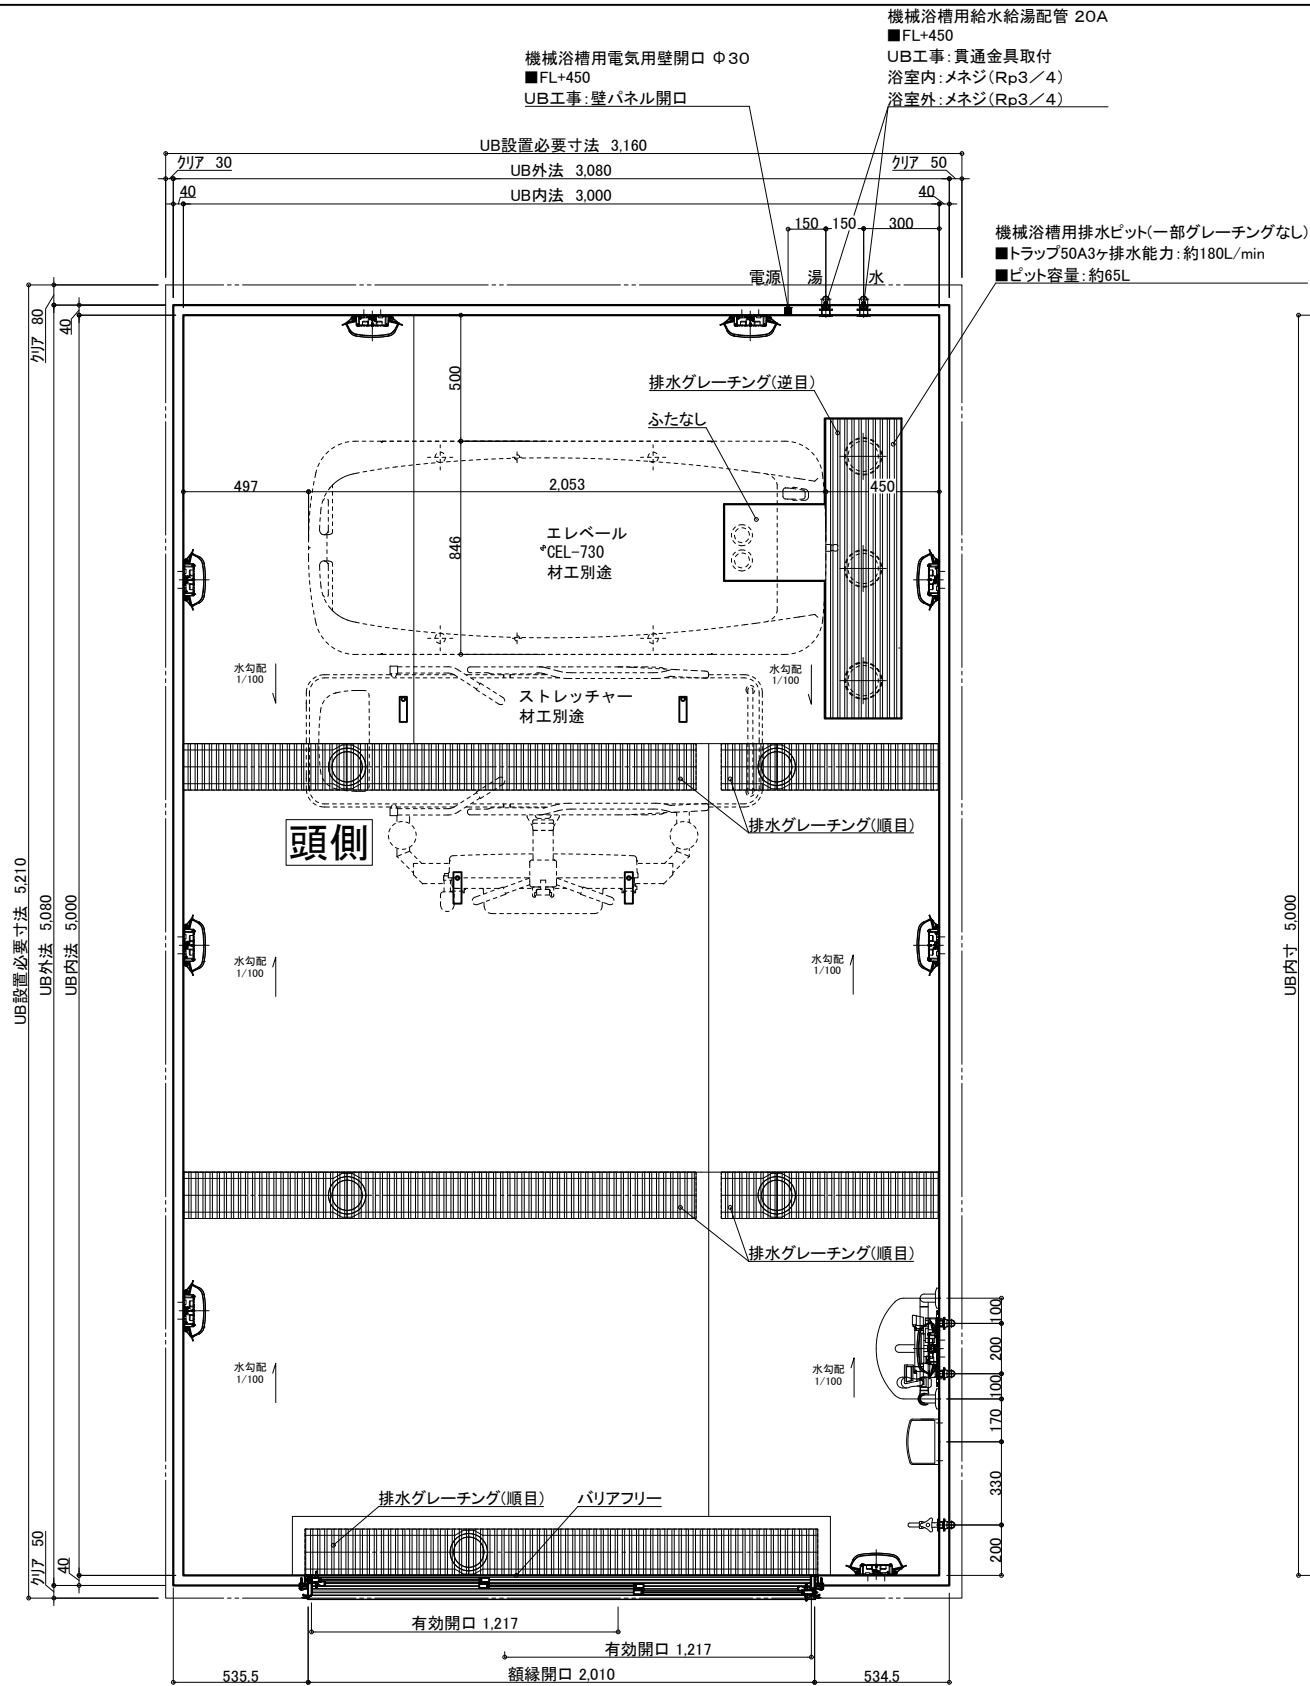 機械浴槽用給水給湯配管 20A
■FL+450
UB工事:貫通金具取付
浴室内:メネジ(Rp3/4)
浴室外:メネジ(Rp3/4)
機械浴槽用電気用壁開口 Φ30
■FL+450
UB工事:壁パネル開口
UB設置必要寸法 3,160
クリア 30
UB外法 3,080
クリア 50
40
UB内法 3,000
40
150
150
300
機械浴槽用排水ピット(一部グレーチングなし)
■トラップ50A3ヶ排水能力:約180L/min
■ピット容量:約65L
電源
湯
水
クリア 80
40
500
排水グレーチング(逆目)
ふたなし
497
2,053
450
エレベール
CEL-730
材工別途
846
水勾配
1/100
水勾配
1/100
ストレッチャー
材工別途
排水グレーチング(順目)
頭側
UB設置必要寸法 5,210
UB外法 5,080
UB内法 5,000
UB内寸 5,000
水勾配
1/100
水勾配
1/100
排水グレーチング(順目)
水勾配
1/100
水勾配
1/100
100
200
100
170
330
200
排水グレーチング(順目)
バリアフリー
クリア 50
40
有効開口 1,217
有効開口 1,217
535.5
額縁開口 2,010
534.5